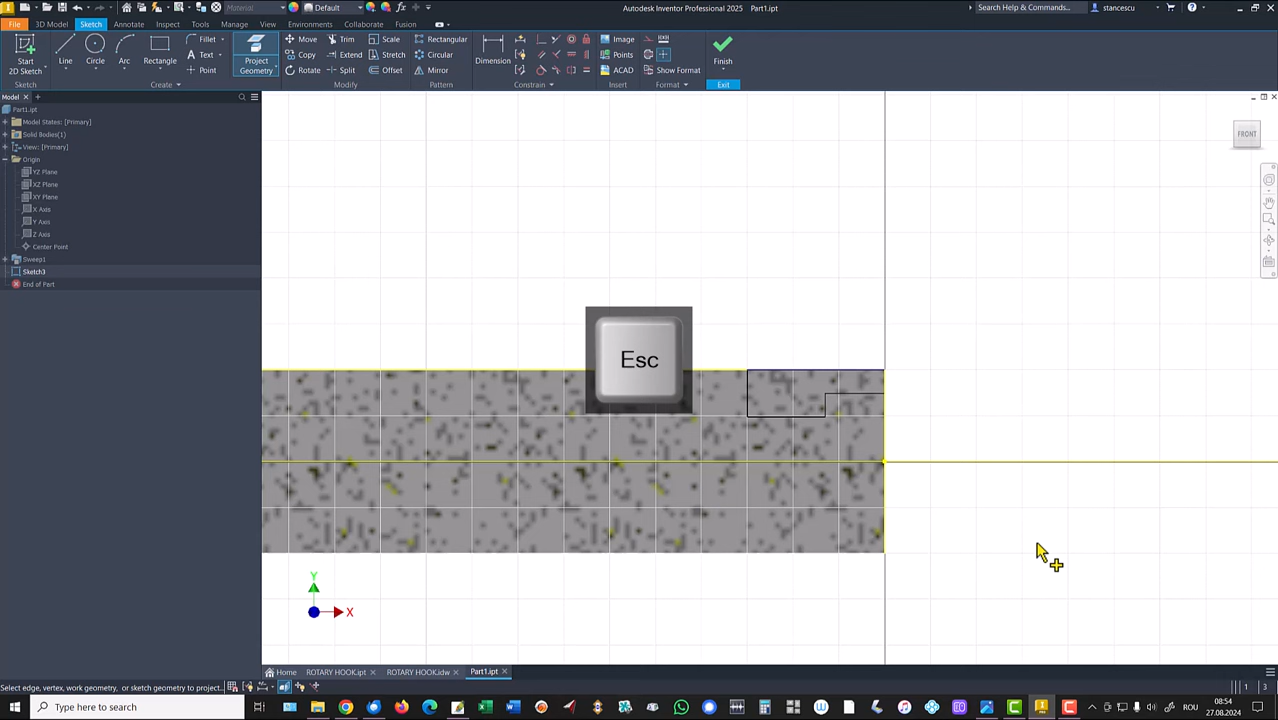 Material
Default
Autodesk Inventor Professional 2025 Part1.ipt
Search Help & Commands...
stancescu
File
3D Model
Sketch
Annotate
Inspect
Tools
Manage
View
Environments
Collaborate
Fusion
Start
2D Sketch
Line
Circle
Arc
Rectangle
Fillet
Text
Point
Project
Geometry
Move
Copy
Rotate
Trim
Extend
Split
Scale
Stretch
Offset
Rectangular
Circular
Mirror
Dimension
Image
Points
ACAD
Show Format
Finish
Sketch
Create
Modify
Pattern
Constrain
Insert
Format
Exit
Model
Part1.ipt
Model States: [Primary]
Solid Bodies(1)
View: [Primary]
Origin
YZ Plane
XZ Plane
XY Plane
X Axis
Y Axis
Z Axis
Center Point
Sweep1
Sketch3
End of Part
FRONT
Esc
Y
X
Home
ROTARY HOOK.ipt
ROTARY HOOK.idw
Part1.ipt
Select edge, vertex, work geometry, or sketch geometry to project...
1
3
Type here to search
08:54
ROU
27.08.2024